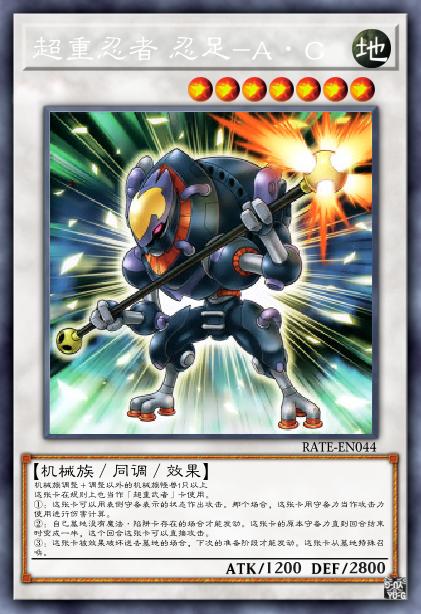 超重忍者 忍足-A·C
地
RATE-EN044
【机械族/同调/效果】
机械族调整+调整以外的机械族怪兽1只以上
这张卡在规则上也当作「超重武者」卡使用。
①：这张卡可以用表侧守备表示的状态作出攻击。那个场合，这张卡用守备力当作攻击力
使用进行伤害计算。
②：自己墓地没有魔法·陷阱卡存在的场合才能发动。这张卡的原本守备力直到回合结束
时变成一半，这个回合这张卡可以直接攻击。
③：这张卡被效果破坏送去墓地的场合，下次的准备阶段才能发动。这张卡从墓地特殊召
唤。
ATK/1200 DEF/2800